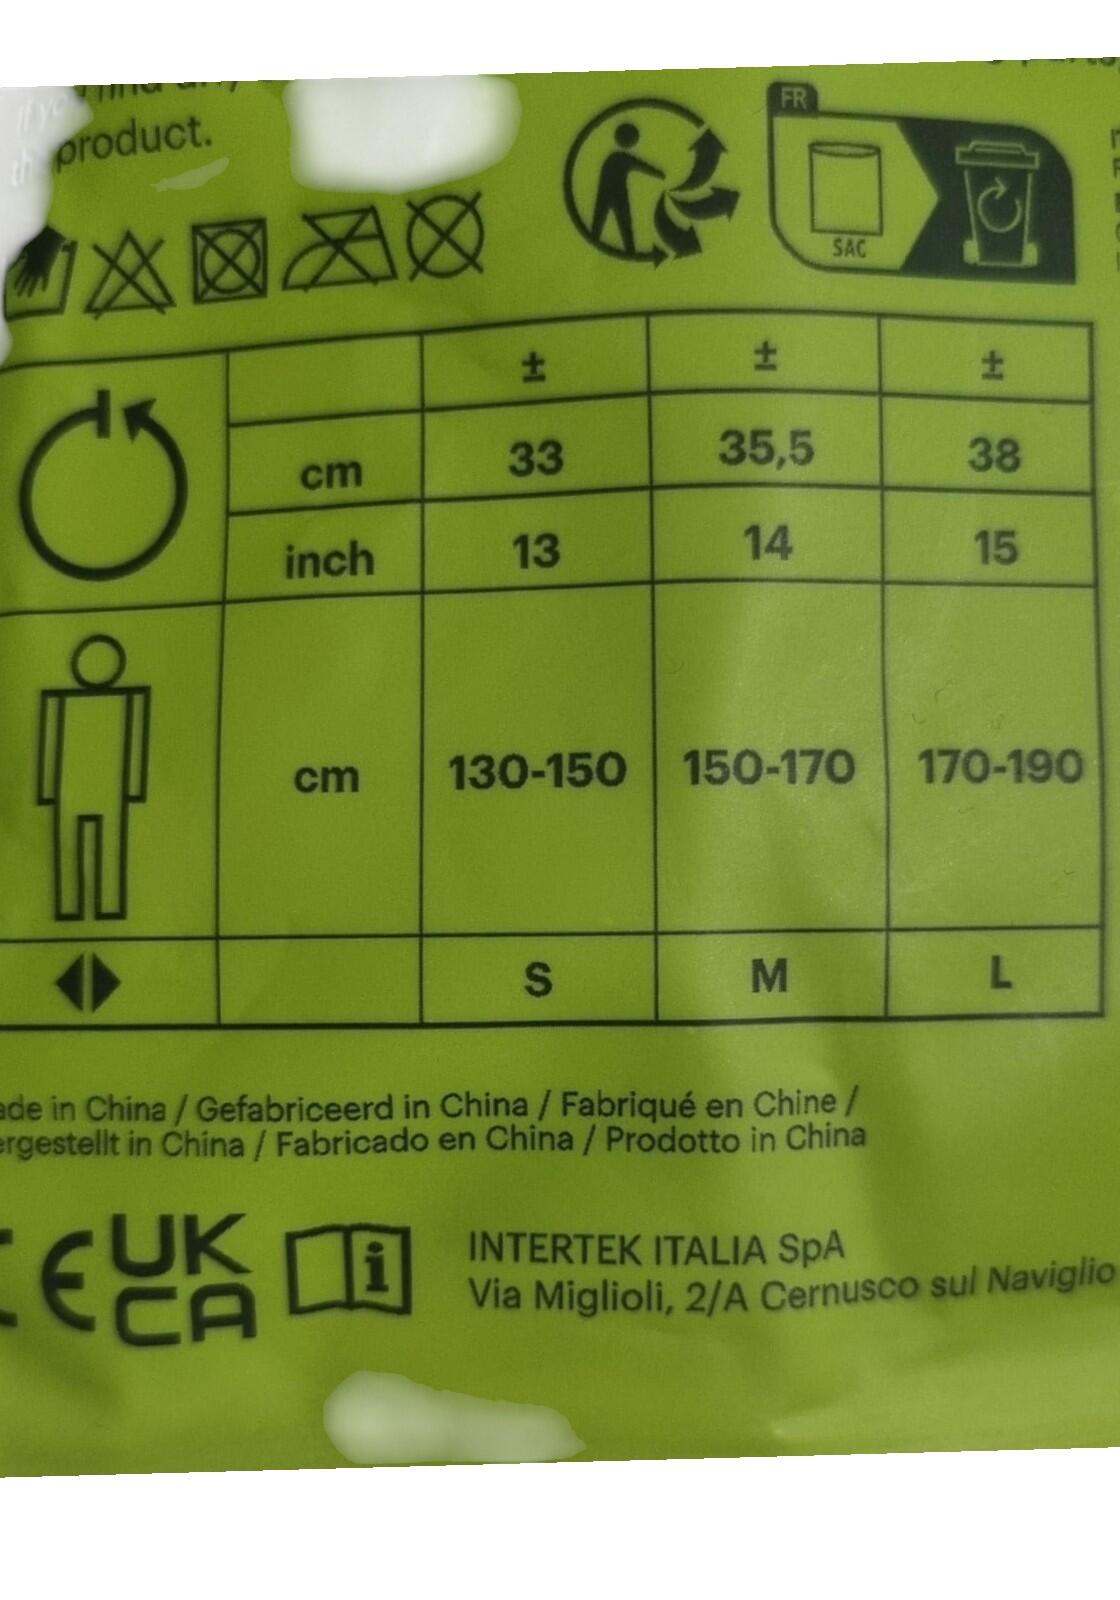 product.
FR
SAC
± ± ±
cm 33 35,5 38
inch 13 14 15
cm 130-150 150-170 170-190
S M L
in China / Gefabriceerd in China / Fabriqué en Chine /
in China / Fabricado en China / Prodotto in China
CE UK
CA i
INTERTEK ITALIA SpA
Via Miglioli, 2/A Cernusco sul Naviglio